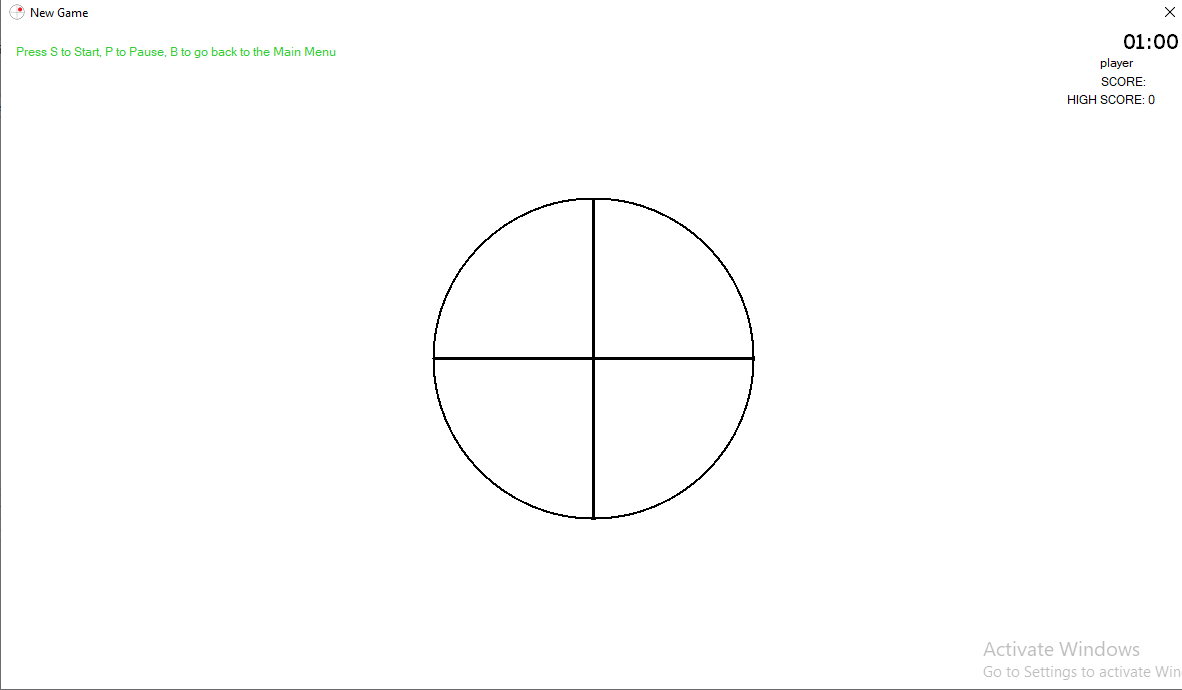 New Game
Press S to Start, P to Pause, B to go back to the Main Menu
01:00
player
SCORE:
HIGH SCORE: 0
Activate Windows
Go to Settings to activate Win